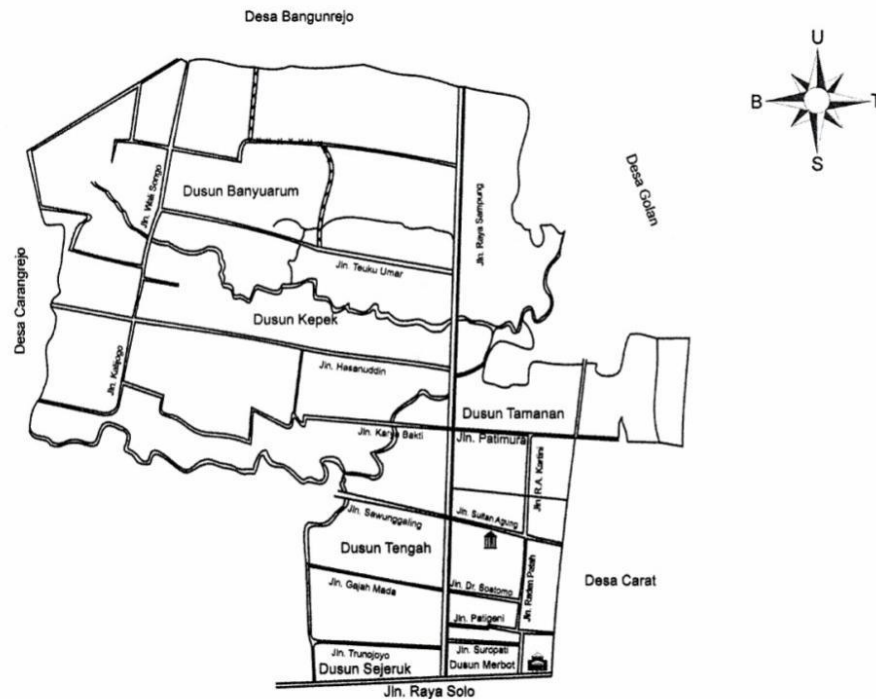 Desa Bangunrejo
U
B
T
S
Desa Golan
Dusun Banyuarum
Jln. Wali Songo
Jln. Raya Sampung
Jln. Teuku Umar
Desa Carangrejo
Dusun Kepek
Jln. Kalijogo
Jln. Hasanuddin
Dusun Tamanan
Jln. Karya Bakti
Jln. Patimura
Jln. R.A. Kartini
Jln. Sawunggaling
Jln. Sultan Agung
Dusun Tengah
Desa Carat
Jln. Gajah Mada
Jln. Dr. Soetomo
Jln. Raden Patah
Jln. Patigeni
Jln. Trunojoyo
Jln. Suropati
Dusun Sejeruk
Dusun Merbot
Jln. Raya Solo